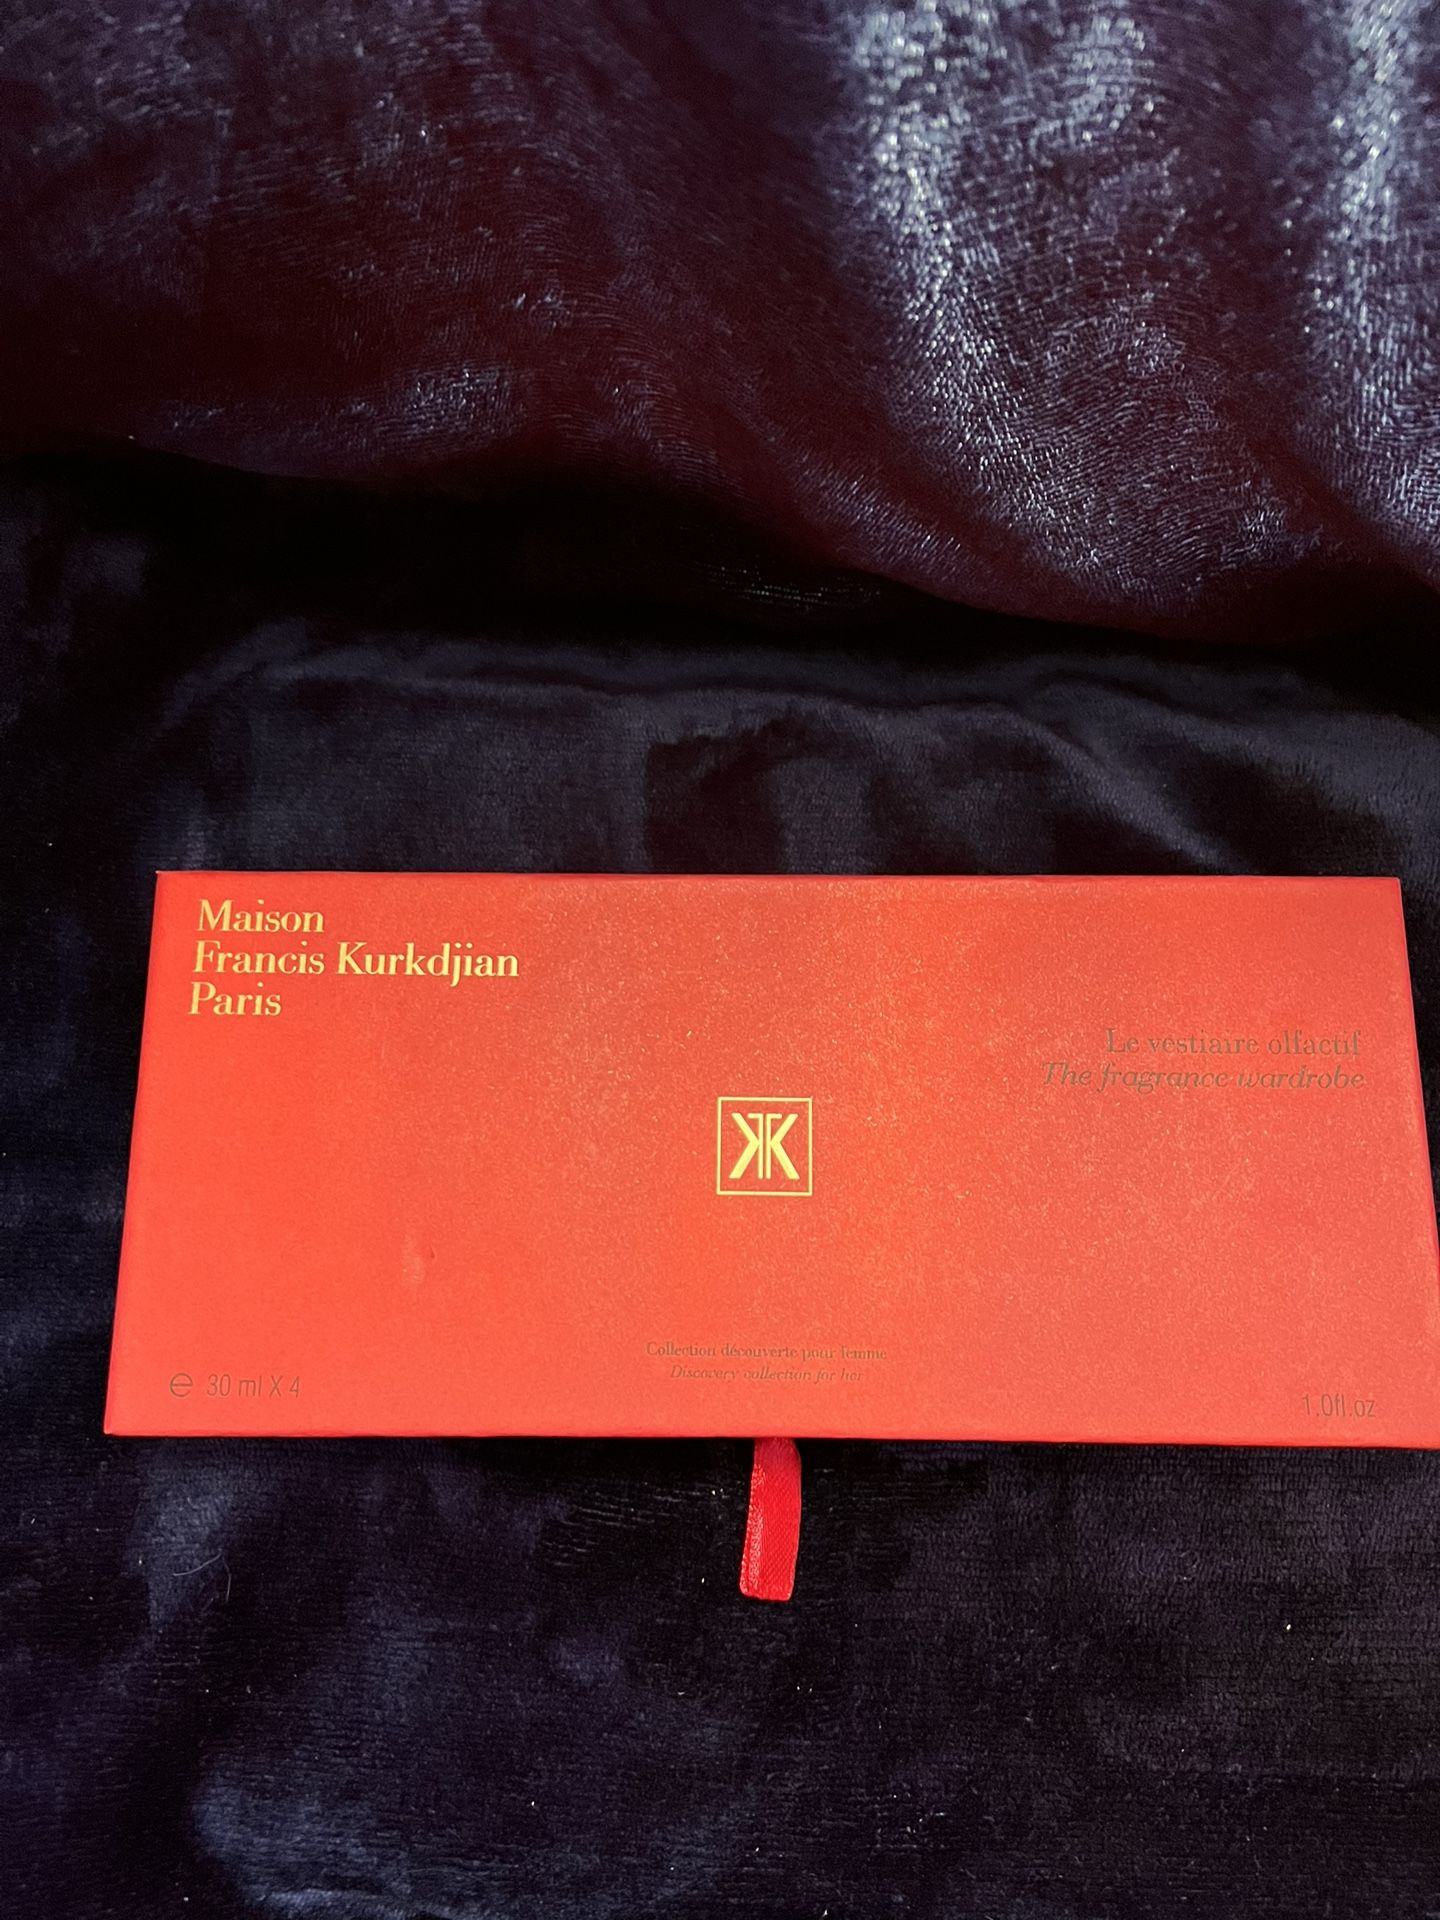 Maison
Francis Kurkdjian
Paris
Le vestiaire olfactif
The fragrance wardrobe
Collection découverte pour femme
Discovery collection for her
℮ 30 ml X 4
1.0fl.oz